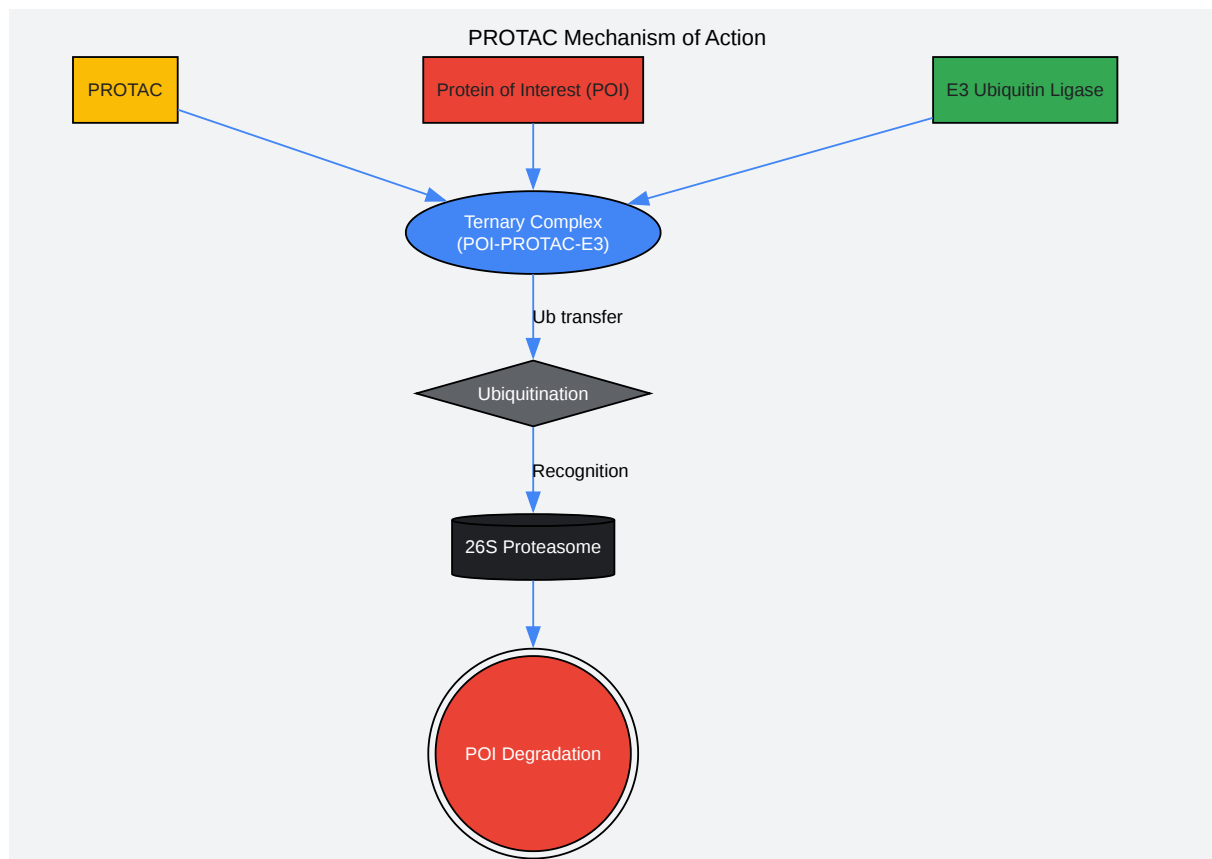 PROTAC Mechanism of Action
PROTAC
Protein of Interest (POI)
E3 Ubiquitin Ligase
Ternary Complex
(POI-PROTAC-E3)
Ub transfer
Ubiquitination
Recognition
26S Proteasome
POI Degradation